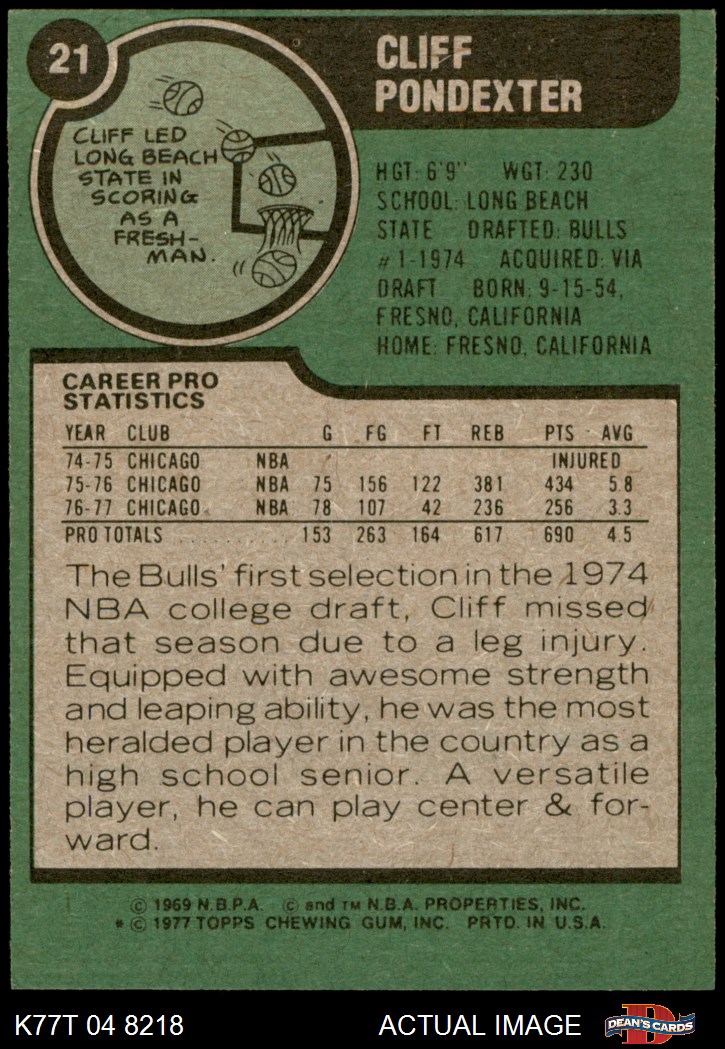 21
CLIFF
PONDEXTER
CLIFF LED
LONG BEACH
STATE IN
SCORING
AS A
FRESH-
MAN.
HGT: 6'9" WGT: 230
SCHOOL: LONG BEACH
STATE DRAFTED: BULLS
#1-1974 ACQUIRED: VIA
DRAFT BORN: 9-15-54,
FRESNO, CALIFORNIA
HOME: FRESNO, CALIFORNIA
CAREER PRO
STATISTICS
YEAR CLUB G FG FT REB PTS AVG
74-75 CHICAGO NBA INJURED
75-76 CHICAGO NBA 75 156 122 381 434 5.8
76-77 CHICAGO NBA 78 107 42 236 256 3.3
PRO TOTALS .......... 153 263 164 617 690 4.5
The Bulls' first selection in the 1974
NBA college draft, Cliff missed
that season due to a leg injury.
Equipped with awesome strength
and leaping ability, he was the most
heralded player in the country as a
high school senior. A versatile
player, he can play center & for-
ward.
© 1969 N.B.P.A. © and TM N.B.A. PROPERTIES, INC.
* © 1977 TOPPS CHEWING GUM, INC. PRTD. IN U.S.A.
K77T 04 8218 ACTUAL IMAGE
DEAN'S CARDS